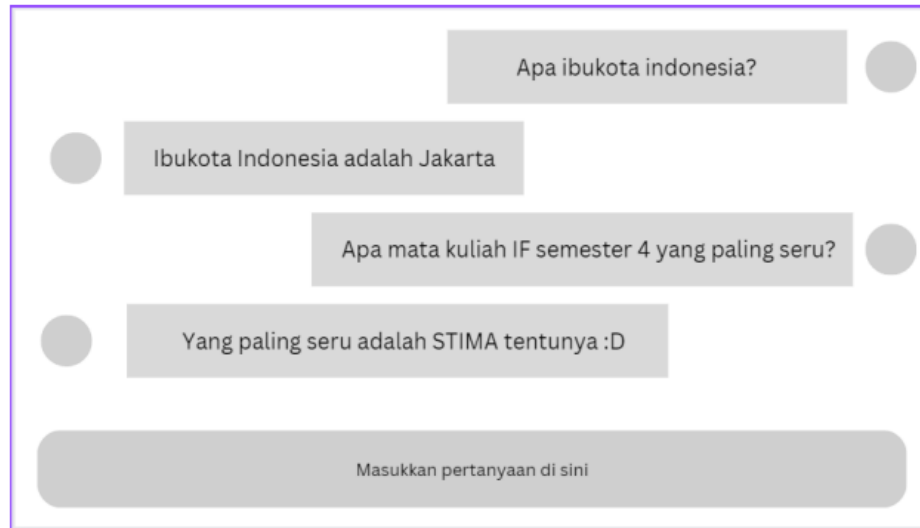 Apa ibukota indonesia?
Ibukota Indonesia adalah Jakarta
Apa mata kuliah IF semester 4 yang paling seru?
Yang paling seru adalah STIMA tentunya :D
Masukkan pertanyaan di sini